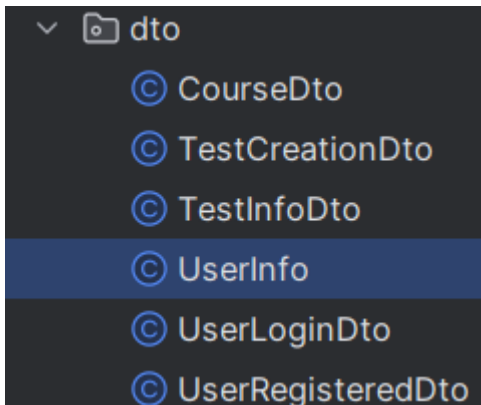 dto
CourseDto
TestCreationDto
TestInfoDto
UserInfo
UserLoginDto
UserRegisteredDto